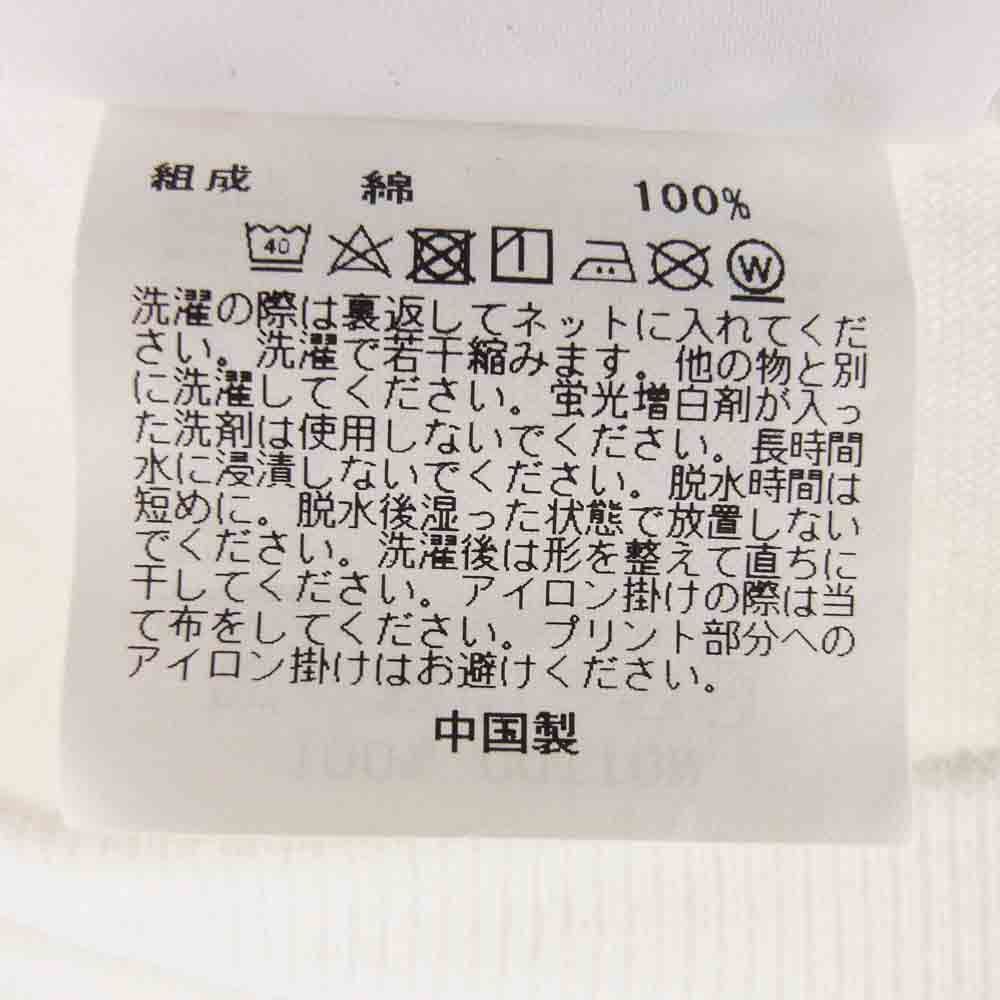 組成 綿 100%
40 W
洗濯の際は裏返してネットに入れてくだ
さい。洗濯で若干縮みます。他の物と別
に洗濯してください。蛍光増白剤が入っ
た洗剤は使用しないでください。長時間
水に浸漬しないでください。脱水時間は
短めに。脱水後湿った状態で放置しない
でください。洗濯後は形を整えて直ちに
干してください。アイロン掛けの際は当
て布をしてください。プリント部分への
アイロン掛けはお避けください。
中国製
100% COTTON